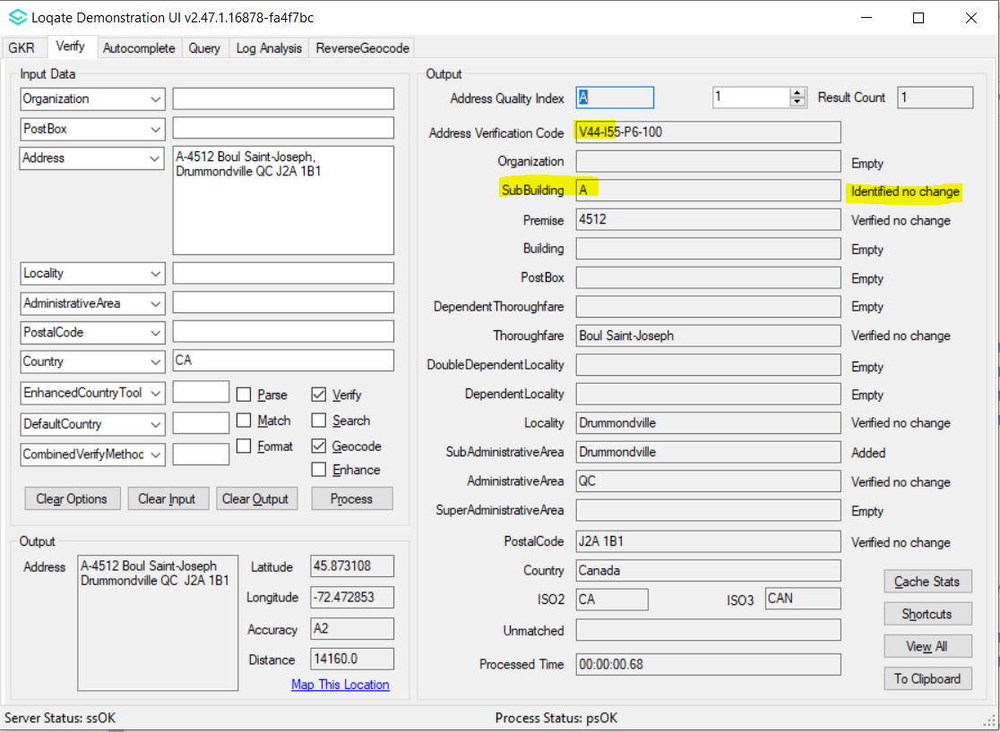 Loqate Demonstration UI v2.47.1.16878-fa4f7bc
GKR Verify Autocomplete Query Log Analysis ReverseGeocode
Input Data
Organization
PostBox
Address
A-4512 Boul Saint-Joseph,
Drummondville QC J2A 1B1
Locality
AdministrativeArea
PostalCode
Country CA
EnhancedCountryTool Parse Verify
DefaultCountry Match Search
CombinedVerifyMethod Format Geocode
Enhance
Clear Options Clear Input Clear Output Process
Output
Address
A-4512 Boul Saint-Joseph
Drummondville QC J2A 1B1
Latitude 45.873108
Longitude -72.472853
Accuracy A2
Distance 14160.0
Map This Location
Output
Address Quality Index A 1 Result Count 1
Address Verification Code V44-I55-P6-100
Organization Empty
SubBuilding A Identified no change
Premise 4512 Verified no change
Building Empty
PostBox Empty
DependentThoroughfare Empty
Thoroughfare Boul Saint-Joseph Verified no change
DoubleDependentLocality Empty
DependentLocality Empty
Locality Drummondville Verified no change
SubAdministrativeArea Drummondville Added
AdministrativeArea QC Verified no change
SuperAdministrativeArea Empty
PostalCode J2A 1B1 Verified no change
Country Canada
ISO2 CA ISO3 CAN
Unmatched
Processed Time 00:00:00.68
Cache Stats
Shortcuts
View All
To Clipboard
Server Status: ssOK Process Status: psOK